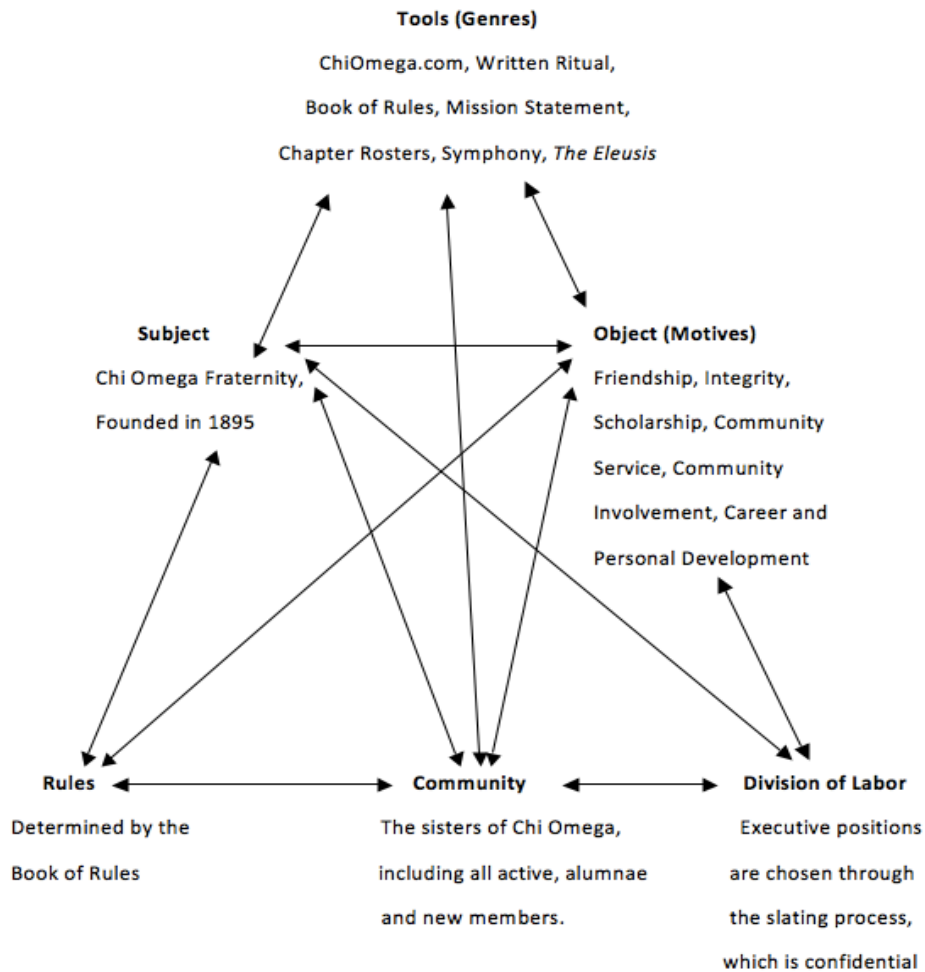 Tools (Genres)
ChiOmega.com, Written Ritual,
Book of Rules, Mission Statement,
Chapter Rosters, Symphony, The Eleusis
Subject
Chi Omega Fraternity,
Founded in 1895
Object (Motives)
Friendship, Integrity,
Scholarship, Community
Service, Community
Involvement, Career and
Personal Development
Rules
Determined by the
Book of Rules
Community
The sisters of Chi Omega,
including all active, alumnae
and new members.
Division of Labor
Executive positions
are chosen through
the slating process,
which is confidential